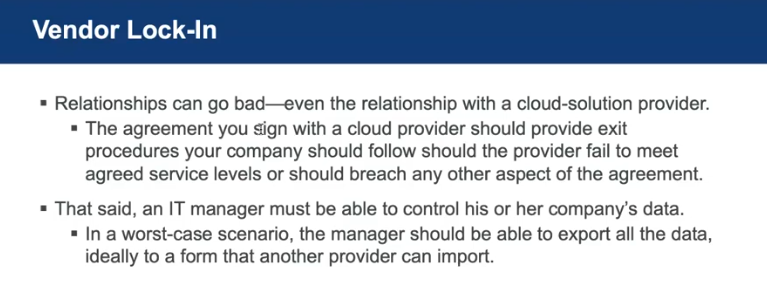 Vendor Lock-In
▪ Relationships can go bad—even the relationship with a cloud-solution provider.
▪ The agreement you sign with a cloud provider should provide exit
procedures your company should follow should the provider fail to meet
agreed service levels or should breach any other aspect of the agreement.
▪ That said, an IT manager must be able to control his or her company’s data.
▪ In a worst-case scenario, the manager should be able to export all the data,
ideally to a form that another provider can import.